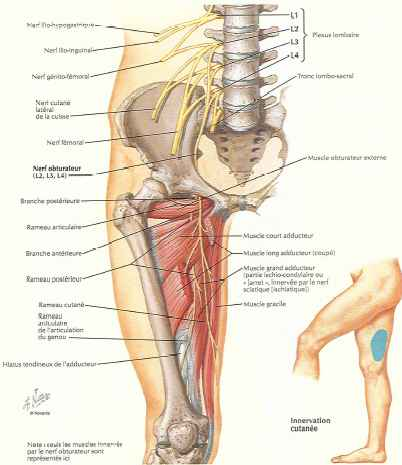 Nerf ilio-hypogastrique
Nerf ilio-inguinal
Nerf génito-fémoral
Nerf cutané
latéral
de la cuisse
Nerf fémoral
Nerf obturateur
(L2, L3, L4)
Branche postérieure
Rameau articulaire
Branche antérieure
Rameau postérieur
Rameau cutané
Rameau
articulaire
de l'articulation
du genou
Hiatus tendineux de l'adducteur
L1
L2
L3
L4
Plexus lombaire
Tronc lombo-sacral
Muscle obturateur externe
Muscle court adducteur
Muscle long adducteur (coupé)
Muscle grand adducteur
(partie ischio-condylaire ou
« jarret », innervée par le nerf
sciatique [ischiatique])
Muscle gracile
Innervation
cutanée
© Novartis
Note : seuls les muscles innervés
par le nerf obturateur sont
représentés ici